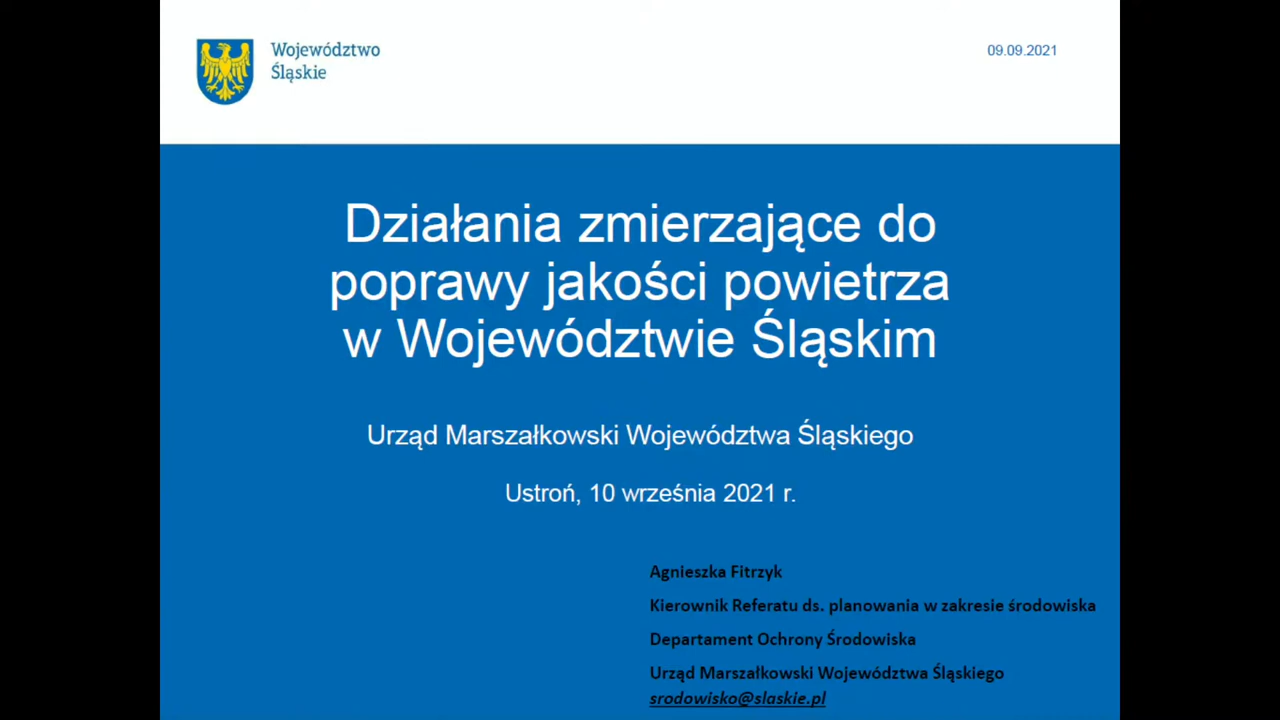 Województwo
Śląskie
09.09.2021
Działania zmierzające do
poprawy jakości powietrza
w Województwie Śląskim
Urząd Marszałkowski Województwa Śląskiego
Ustroń, 10 września 2021 r.
Agnieszka Fitrzyk
Kierownik Referatu ds. planowania w zakresie środowiska
Departament Ochrony Środowiska
Urząd Marszałkowski Województwa Śląskiego
srodowisko@slaskie.pl